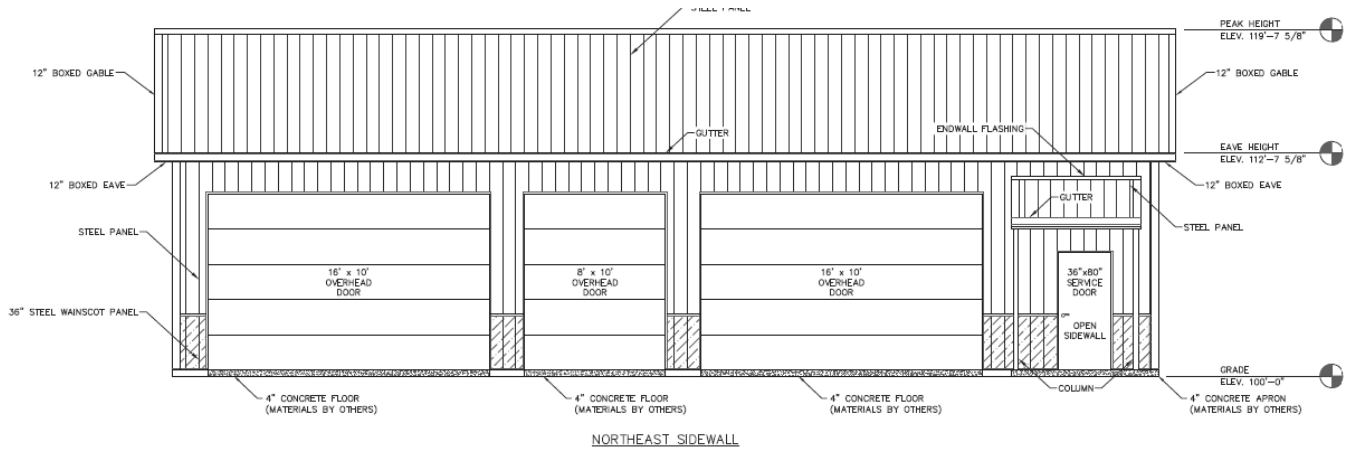 STEEL PANEL
PEAK HEIGHT
ELEV. 119'-7 5/8"
12" BOXED GABLE
12" BOXED GABLE
GUTTER
ENDWALL FLASHING
EAVE HEIGHT
ELEV. 112'-7 5/8"
12" BOXED EAVE
12" BOXED EAVE
GUTTER
STEEL PANEL
STEEL PANEL
16' x 10'
OVERHEAD
DOOR
8' x 10'
OVERHEAD
DOOR
16' x 10'
OVERHEAD
DOOR
36"x80"
SERVICE
DOOR
36" STEEL WAINSCOT PANEL
OPEN
SIDEWALL
GRADE
ELEV. 100'-0"
COLUMN
4" CONCRETE FLOOR
(MATERIALS BY OTHERS)
4" CONCRETE FLOOR
(MATERIALS BY OTHERS)
4" CONCRETE FLOOR
(MATERIALS BY OTHERS)
4" CONCRETE APRON
(MATERIALS BY OTHERS)
NORTHEAST SIDEWALL